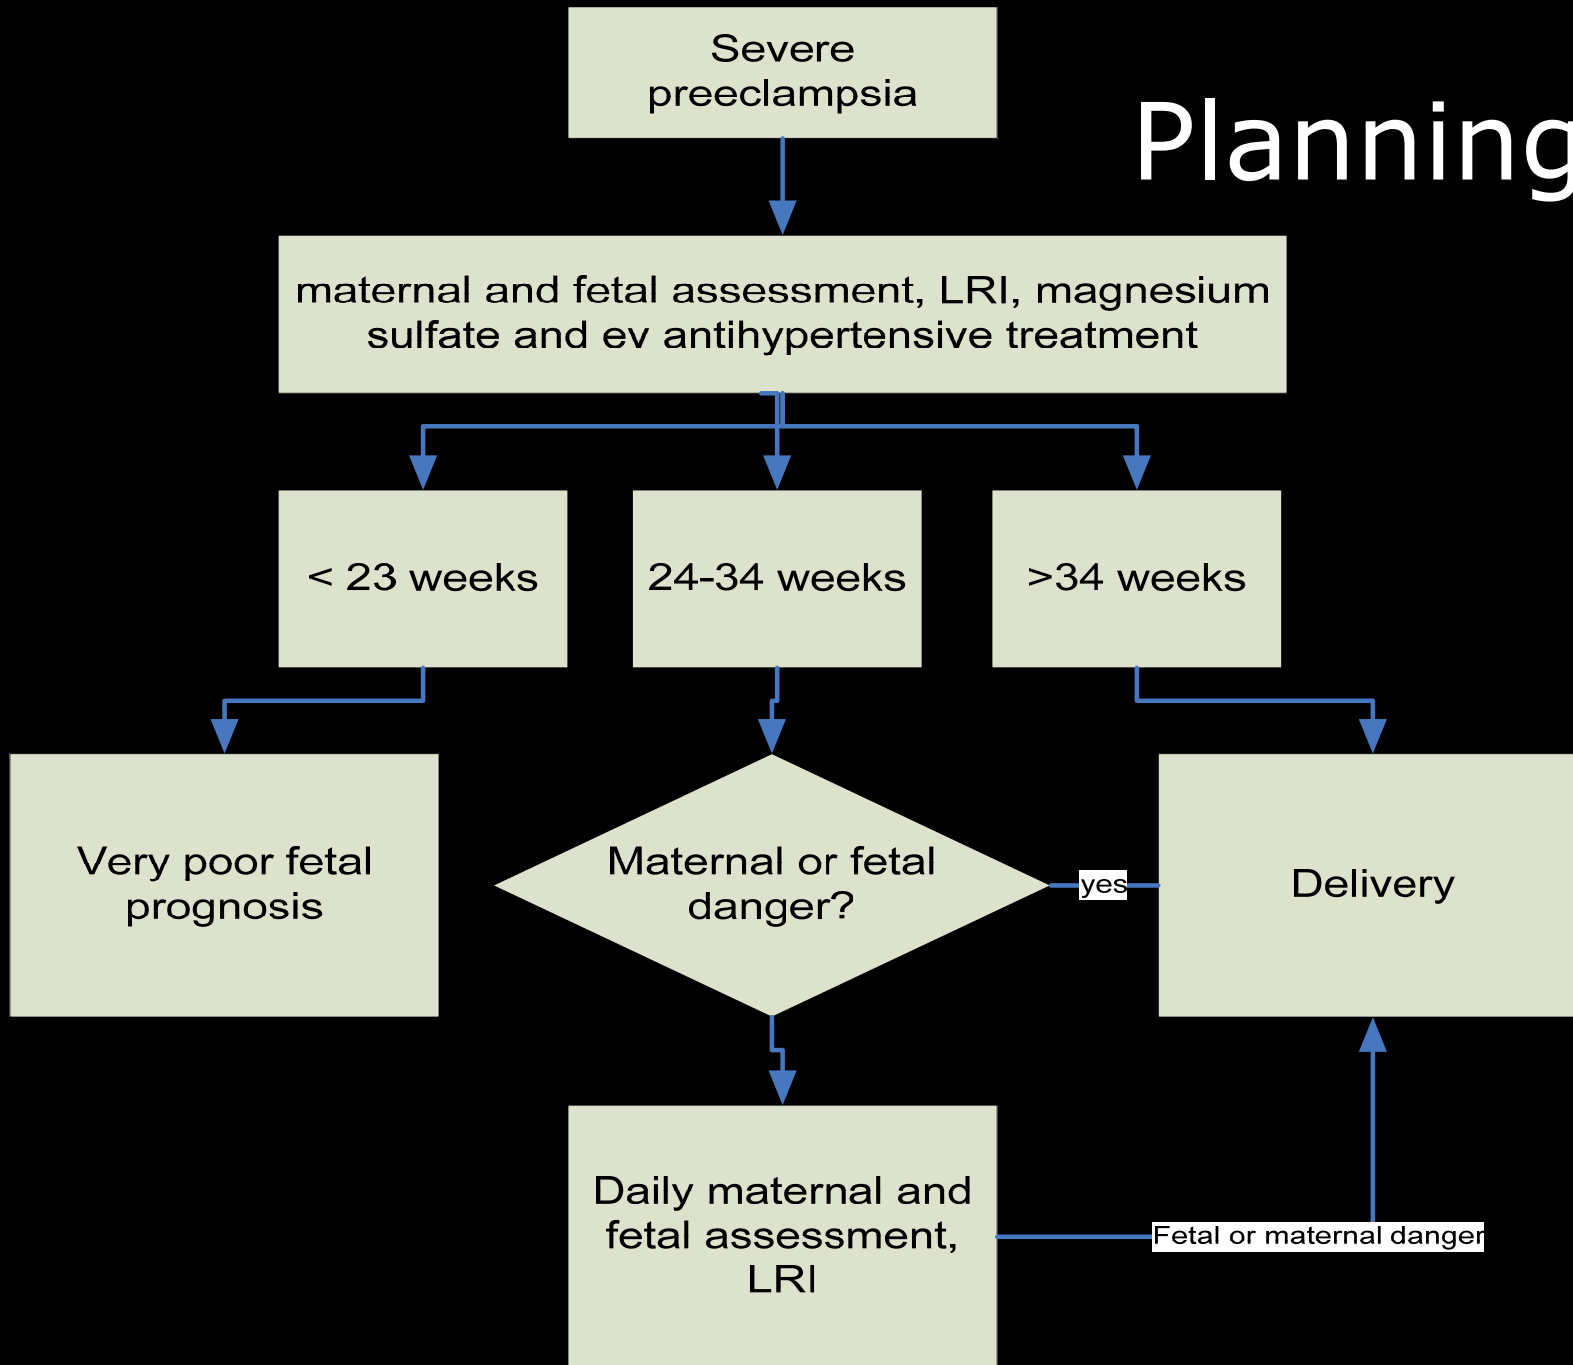 Severe
preeclampsia
Planning
maternal and fetal assessment, LRI, magnesium
sulfate and ev antihypertensive treatment
< 23 weeks
24-34 weeks
>34 weeks
Very poor fetal
prognosis
Maternal or fetal
danger?
yes
Delivery
Daily maternal and
fetal assessment,
LRI
Fetal or maternal danger